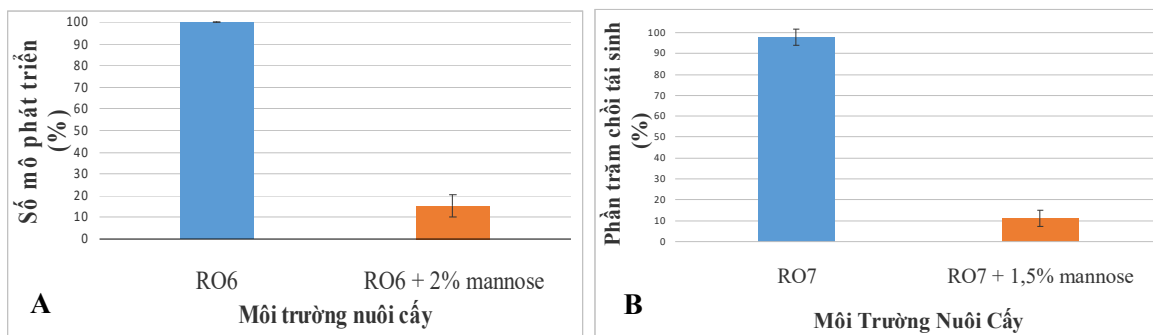 Số mô phát triển
(%)
100
90
80
70
60
50
40
30
20
10
0
RO6
RO6 + 2% mannose
A
Môi trường nuôi cấy
Phần trăm chồi tái sinh
(%)
100
90
80
70
60
50
40
30
20
10
0
RO7
RO7 + 1,5% mannose
B
Môi Trường Nuôi Cấy